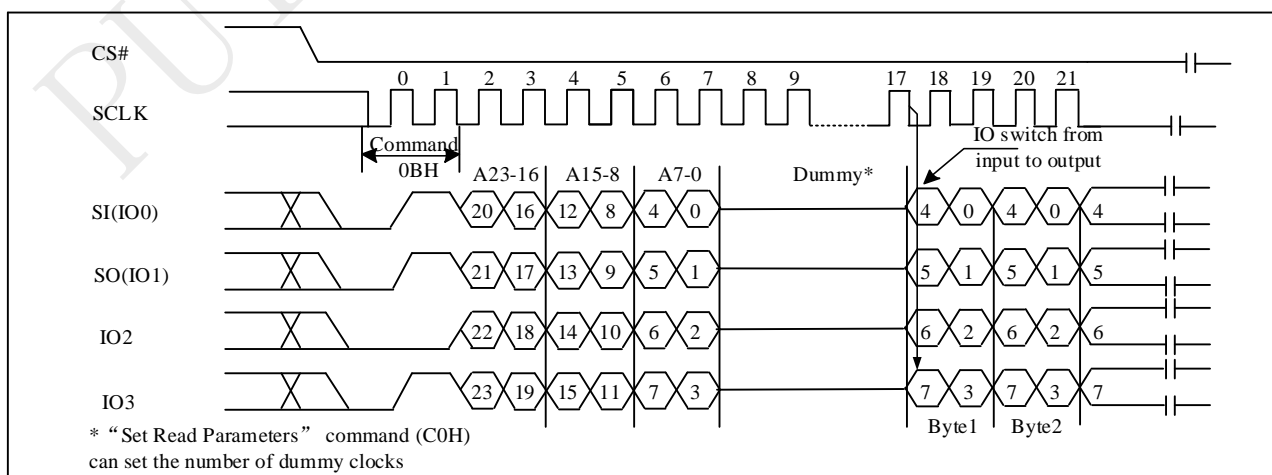 PU
CS#
0 1 2 3 4 5 6 7 8 9 17 18 19 20 21
SCLK
Command
0BH
IO switch from
input to output
A23-16 A15-8 A7-0 Dummy*
SI(IO0) 20 16 12 8 4 0 4 0 4 0 4
SO(IO1) 21 17 13 9 5 1 5 1 5 1 5
IO2 22 18 14 10 6 2 6 2 6 2 6
IO3 23 19 15 11 7 3 7 3 7 3 7
Byte1 Byte2
* “Set Read Parameters” command (C0H)
can set the number of dummy clocks